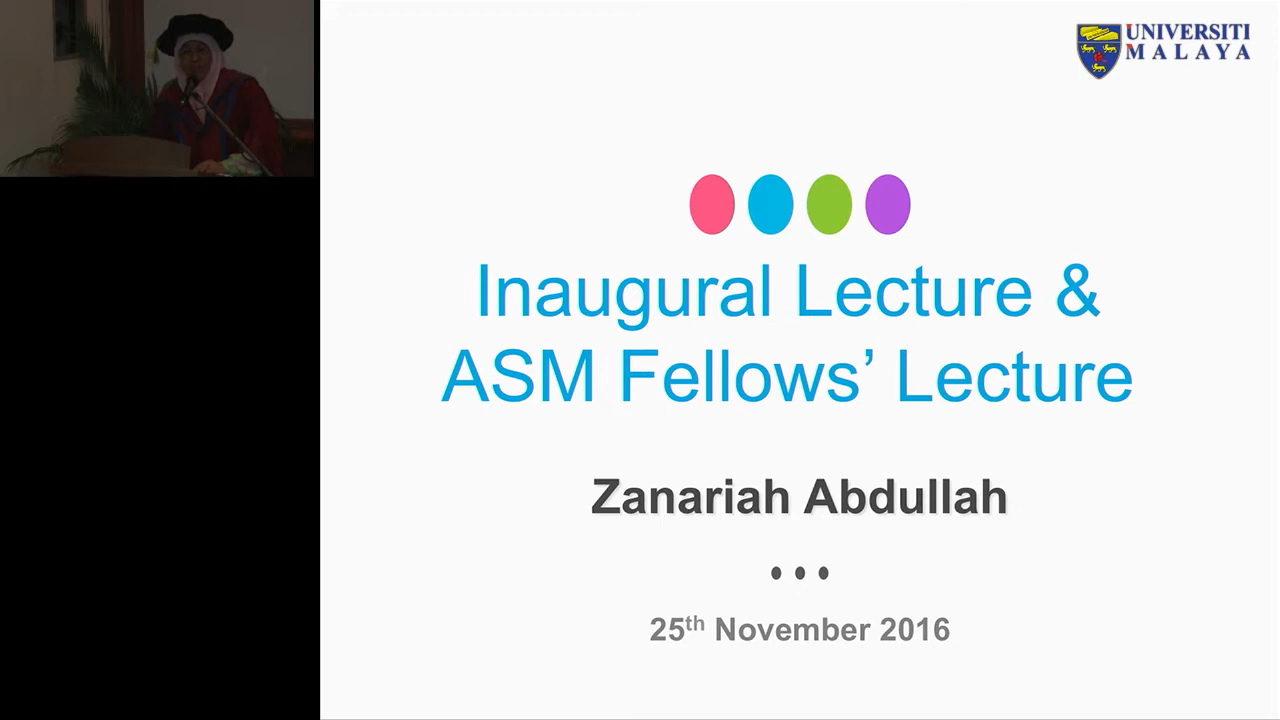 UNIVERSITI
MALAYA
Inaugural Lecture &
ASM Fellows’ Lecture
Zanariah Abdullah
25th November 2016